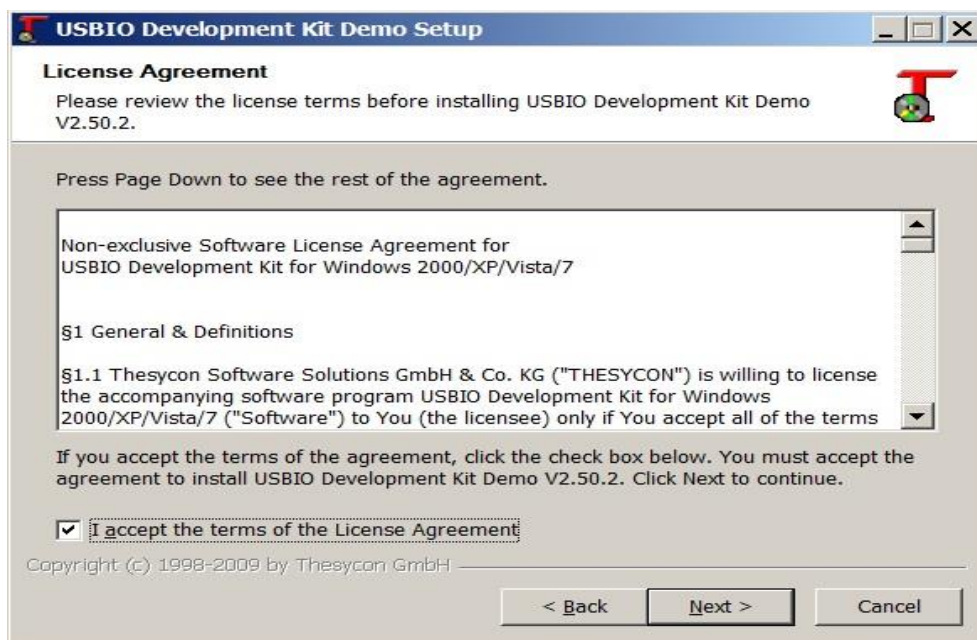 USBIO Development Kit Demo Setup
License Agreement
Please review the license terms before installing USBIO Development Kit Demo
V2.50.2.
Press Page Down to see the rest of the agreement.
Non-exclusive Software License Agreement for
USBIO Development Kit for Windows 2000/XP/Vista/7
§1 General & Definitions
§1.1 Thesycon Software Solutions GmbH & Co. KG ("THESYCON") is willing to license
the accompanying software program USBIO Development Kit for Windows
2000/XP/Vista/7 ("Software") to You (the licensee) only if You accept all of the terms
If you accept the terms of the agreement, click the check box below. You must accept the
agreement to install USBIO Development Kit Demo V2.50.2. Click Next to continue.
I accept the terms of the License Agreement
Copyright (c) 1998-2009 by Thesycon GmbH
< Back Next > Cancel